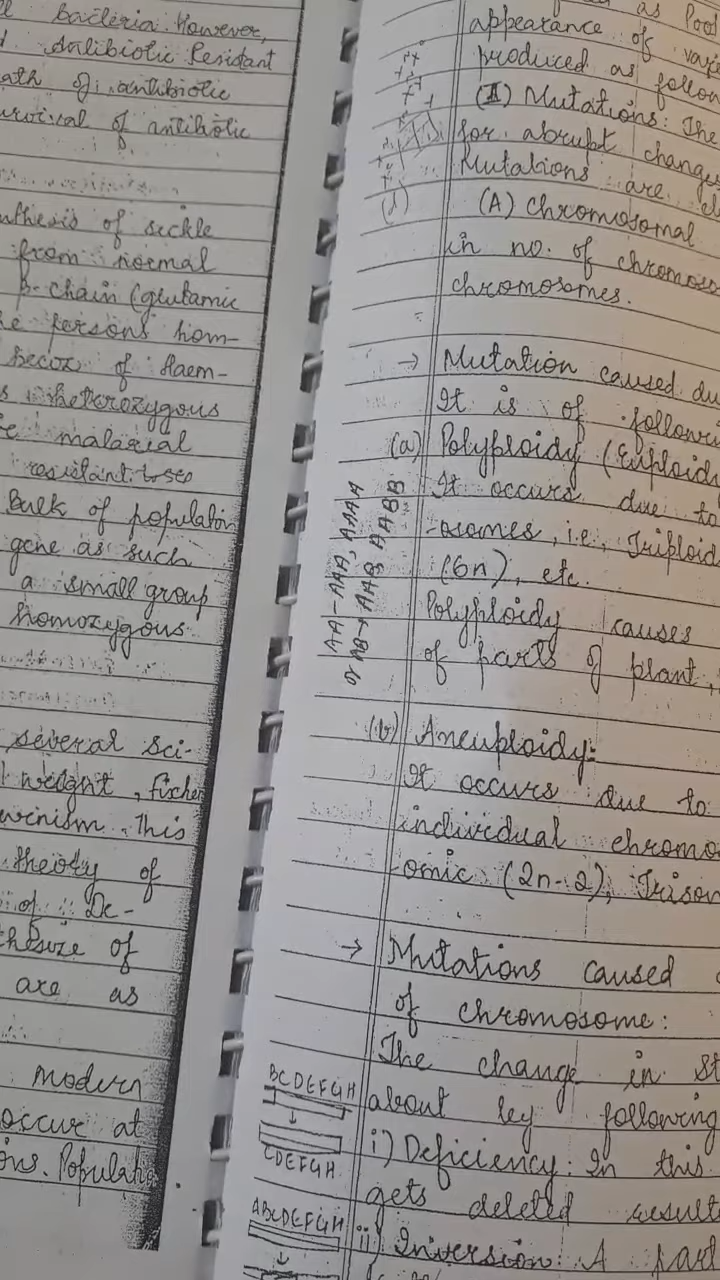 bacteria. However,
Antibiotic Resistant
of antibiotic
of antibiotic
of sickle
from normal
β-chain (glutamic
persons hom-
becoz of Haem-
heterozygous
malarial
resistant to
Bulk of population
gene as such
a small group
homozygous
several sci-
This
theory of
of De-
of
are as
Modern
occur at
as Pool
appearance of
produced as follow
(I) Mutations: The
for abrupt change
Mutations are
(A) Chromosomal
in no. of chromoso
chromosomes.
→ Mutation caused du
It is of followi
(a) Polyploidy (Euploid
It occurs due to
-osomes, i.e., Triploid
(6n), etc.
Polyploidy causes
of parts of plant,
AA - AAA, AAAA
or AB → AAB, AABB
(b) Aneuploidy:
It occurs due to
individual chromo
-omic (2n-2), Trisom
→ Mutations caused
of chromosome:
The change in st
about by following
BCDEFGH
CDEFGH
i) Deficiency: In this
gets deleted result
ABCDEFGH
ii) Inversion: A part